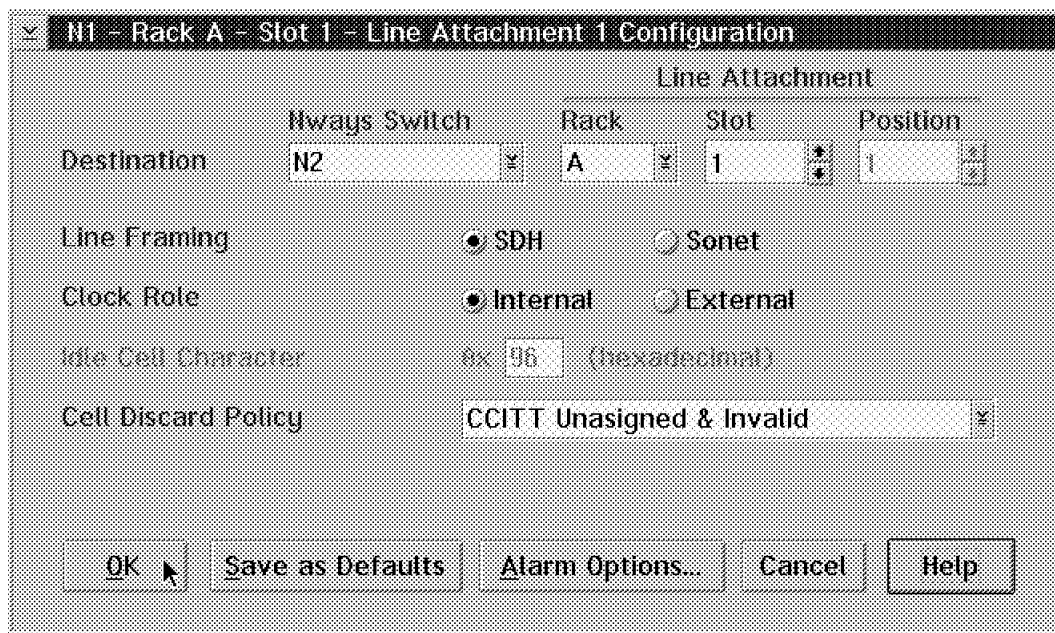 N1 - Rack A - Slot 1 - Line Attachment 1 Configuration
Line Attachment
Nways Switch Rack Slot Position
Destination N2 A 1 1
Line Framing SDH Sonet
Clock Role Internal External
Idle Cell Character 0x 96 (hexadecimal)
Cell Discard Policy CCITT Unasigned & Invalid
OK Save as Defaults Alarm Options... Cancel Help